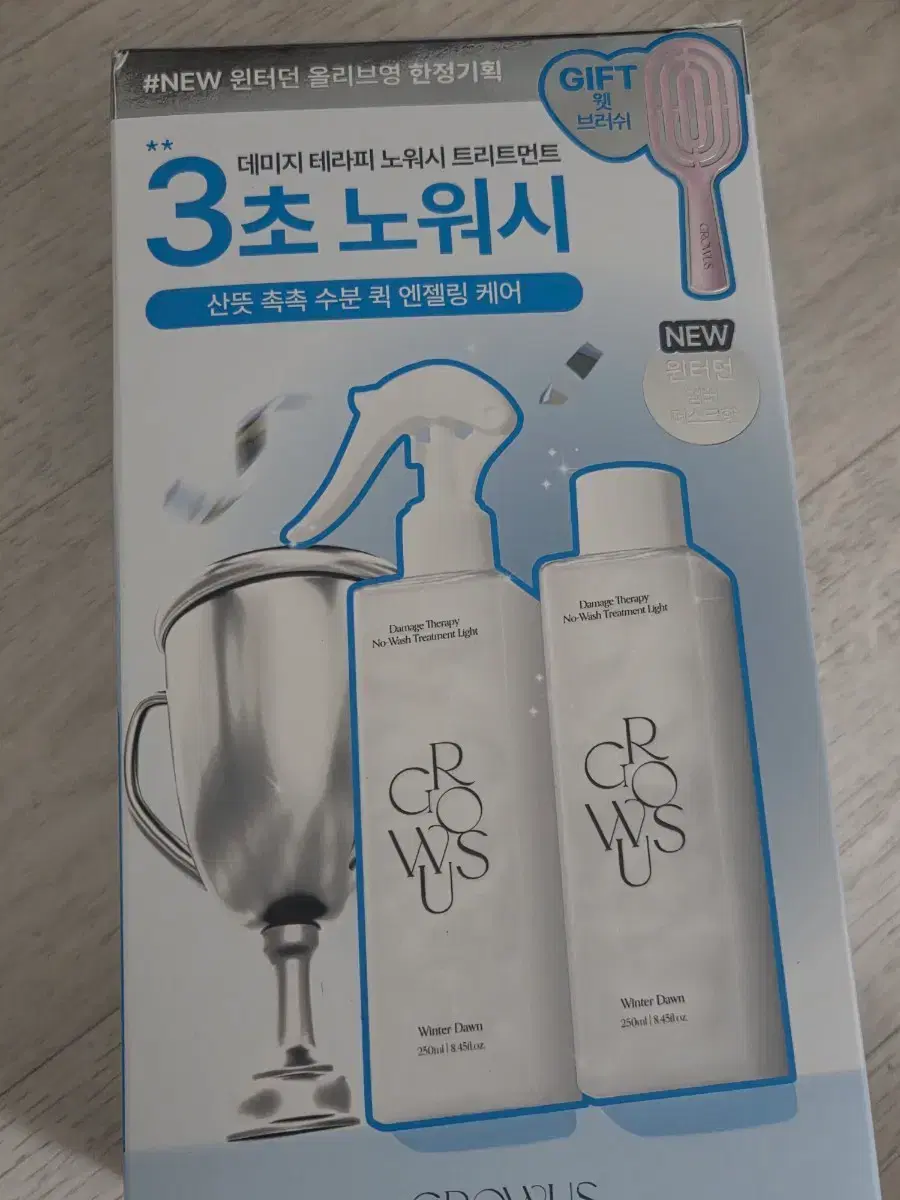 #NEW 윈터던 올리브영 한정기획
GIFT
웻
브러쉬
GROWUS
**
데미지 테라피 노워시 트리트먼트
3초 노워시
산뜻 촉촉 수분 퀵 엔젤링 케어
NEW
윈터던
Damage Therapy
No-Wash Treatment Light
GROWUS
Winter Dawn
250ml | 8.45fl.oz.
Damage Therapy
No-Wash Treatment Light
GROWUS
Winter Dawn
250ml | 8.45fl.oz.
GROWUS